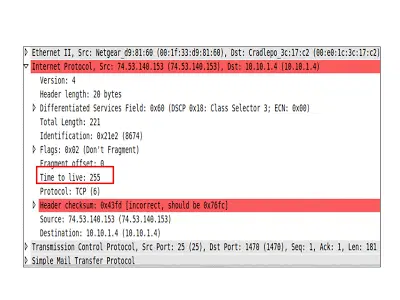 Ethernet II, Src: Netgear_d9:81:60 (00:1f:33:d9:81:60), Dst: Cradlepo_3c:17:c2 (00:e0:1c:3c:17:c2)
Internet Protocol, Src: 74.53.140.153 (74.53.140.153), Dst: 10.10.1.4 (10.10.1.4)
Version: 4
Header length: 20 bytes
Differentiated Services Field: 0x60 (DSCP 0x18: Class Selector 3; ECN: 0x00)
Total Length: 221
Identification: 0x21e2 (8674)
Flags: 0x02 (Don't Fragment)
Fragment offset: 0
Time to live: 255
Protocol: TCP (6)
Header checksum: 0x43fd [incorrect, should be 0x76fc]
Source: 74.53.140.153 (74.53.140.153)
Destination: 10.10.1.4 (10.10.1.4)
Transmission Control Protocol, Src Port: 25 (25), Dst Port: 1470 (1470), Seq: 1, Ack: 1, Len: 181
Simple Mail Transfer Protocol